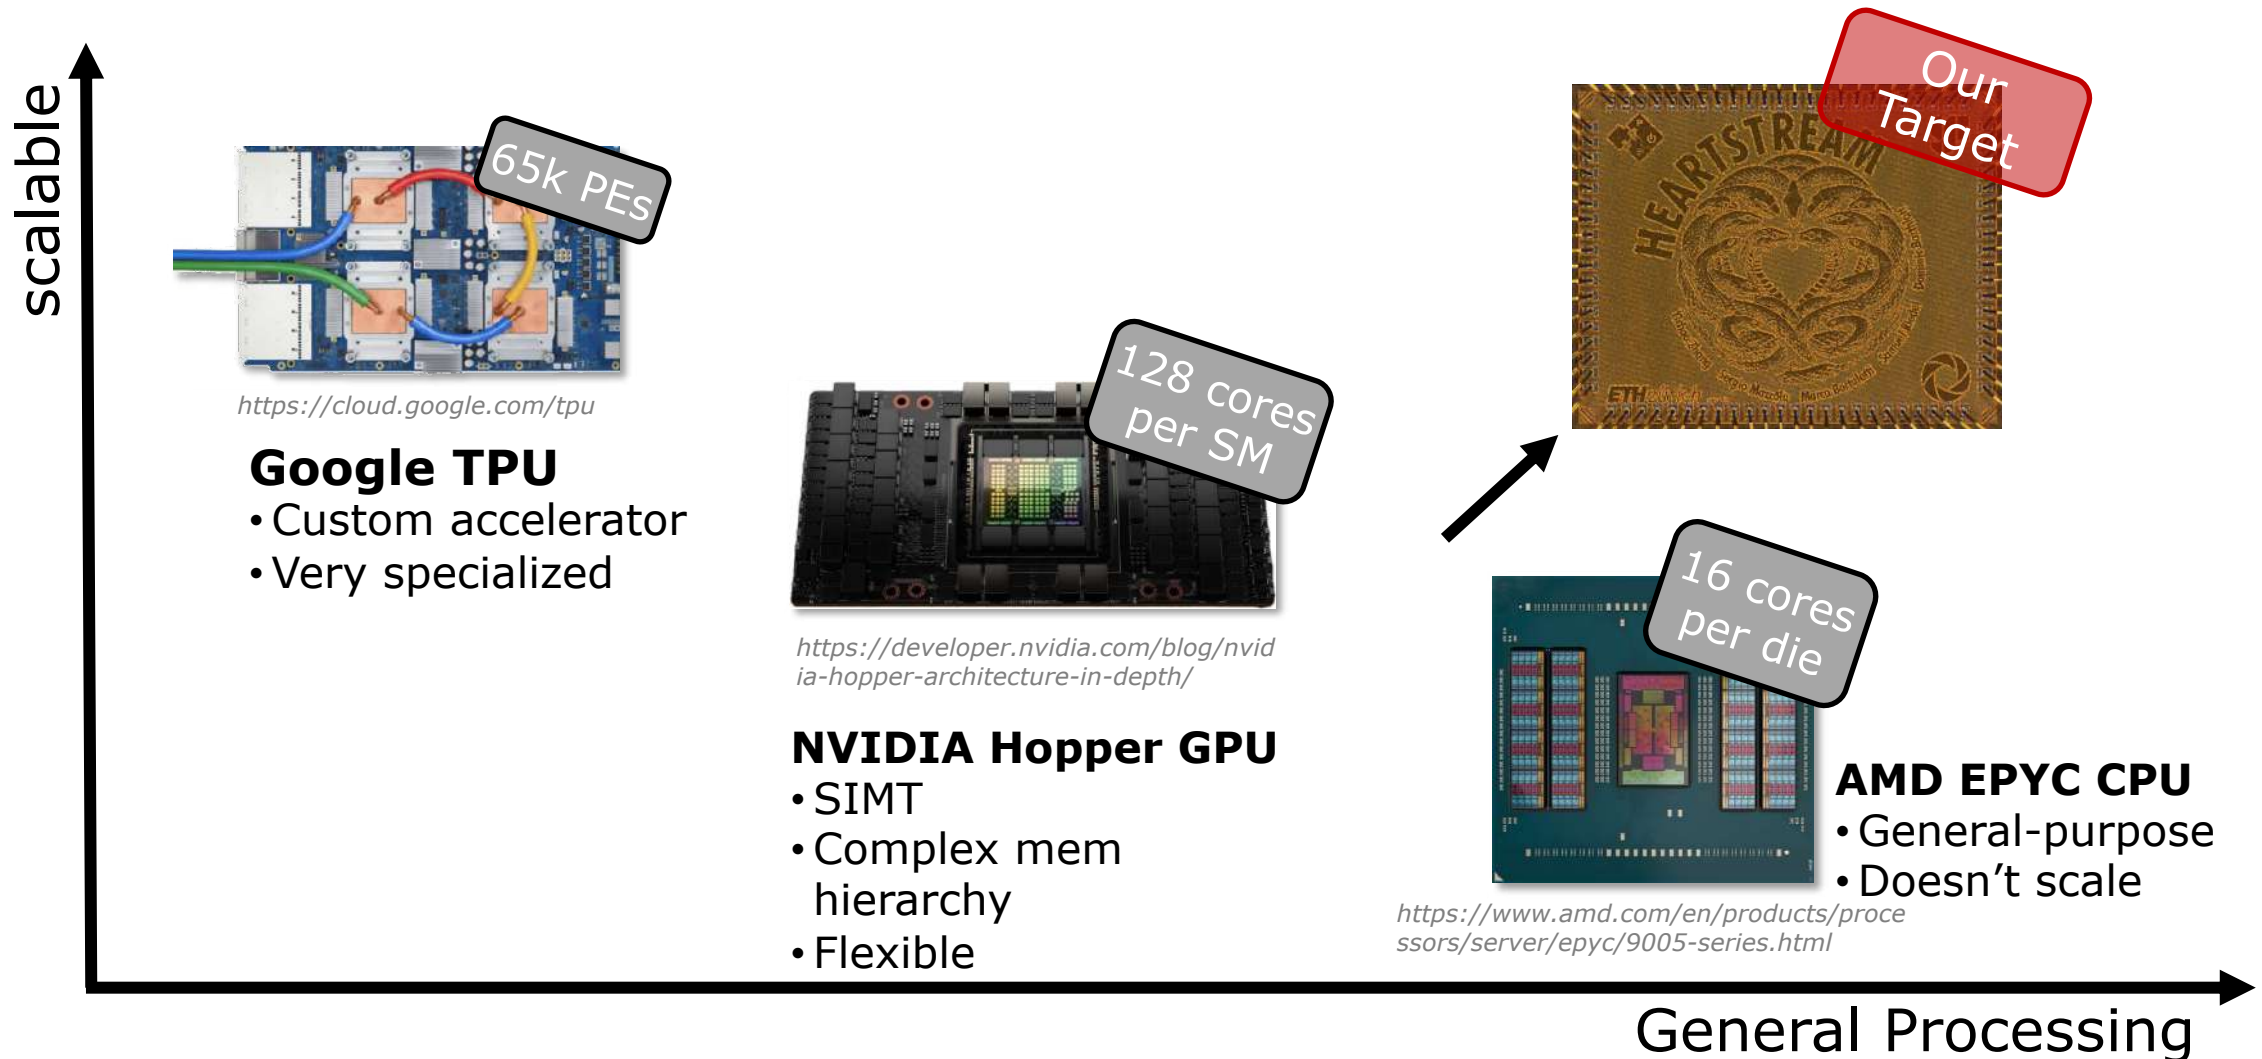 scalable
65k PEs
https://cloud.google.com/tpu
Google TPU
• Custom accelerator
• Very specialized
128 cores
per SM
https://developer.nvidia.com/blog/nvid
ia-hopper-architecture-in-depth/
NVIDIA Hopper GPU
• SIMT
• Complex mem
hierarchy
• Flexible
Our
Target
HEARTSTREAM
ETH zürich
16 cores
per die
AMD EPYC CPU
• General-purpose
• Doesn’t scale
https://www.amd.com/en/products/proce
ssors/server/epyc/9005-series.html
General Processing